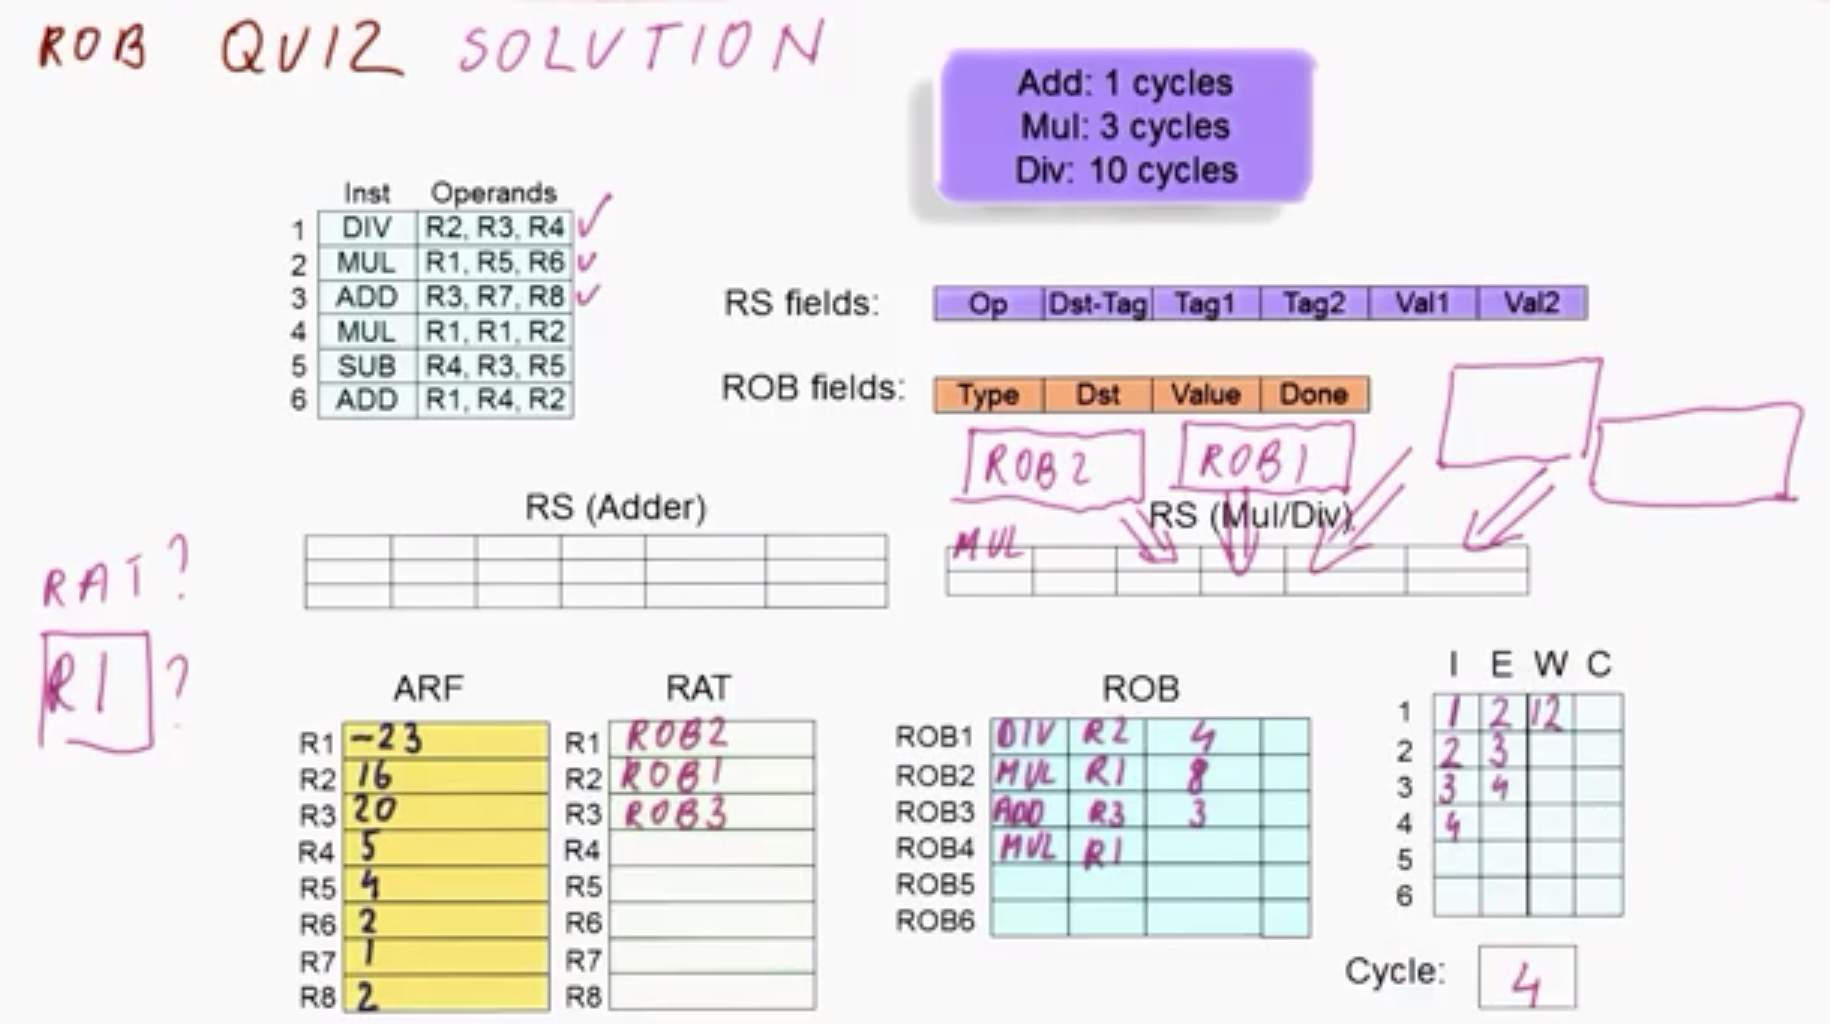 ROB QUIZ SOLUTION
Add: 1 cycles
Mul: 3 cycles
Div: 10 cycles
Inst Operands
1 DIV R2, R3, R4 ✓
2 MUL R1, R5, R6 ✓
3 ADD R3, R7, R8 ✓
4 MUL R1, R1, R2
5 SUB R4, R3, R5
6 ADD R1, R4, R2
RS fields: Op Dst-Tag Tag1 Tag2 Val1 Val2
ROB fields: Type Dst Value Done
ROB2 ROB1
RS (Adder)
RS (Mul/Div)
MUL
RAT?
R1?
ARF
R1 -23
R2 16
R3 20
R4 5
R5 4
R6 2
R7 1
R8 2
RAT
R1 ROB2
R2 ROB1
R3 ROB3
R4
R5
R6
R7
R8
ROB
ROB1 DIV R2 4
ROB2 MUL R1 8
ROB3 ADD R3 3
ROB4 MUL R1
ROB5
ROB6
I E W C
1 1 2 12
2 2 3
3 3 4
4 4
5
6
Cycle: 4